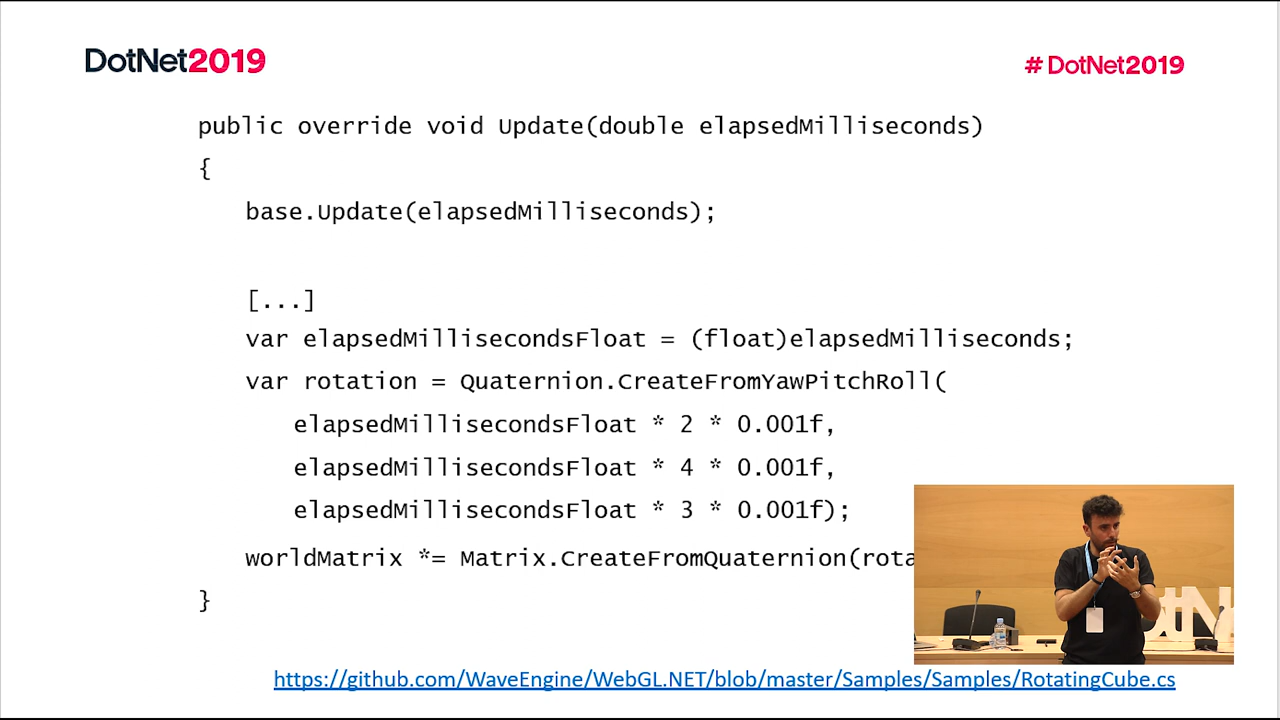 DotNet2019
# DotNet2019
public override void Update(double elapsedMilliseconds)
{
base.Update(elapsedMilliseconds);
[...]
var elapsedMillisecondsFloat = (float)elapsedMilliseconds;
var rotation = Quaternion.CreateFromYawPitchRoll(
elapsedMillisecondsFloat * 2 * 0.001f,
elapsedMillisecondsFloat * 4 * 0.001f,
elapsedMillisecondsFloat * 3 * 0.001f);
worldMatrix *= Matrix.CreateFromQuaternion(rota
}
https://github.com/WaveEngine/WebGL.NET/blob/master/Samples/Samples/RotatingCube.cs